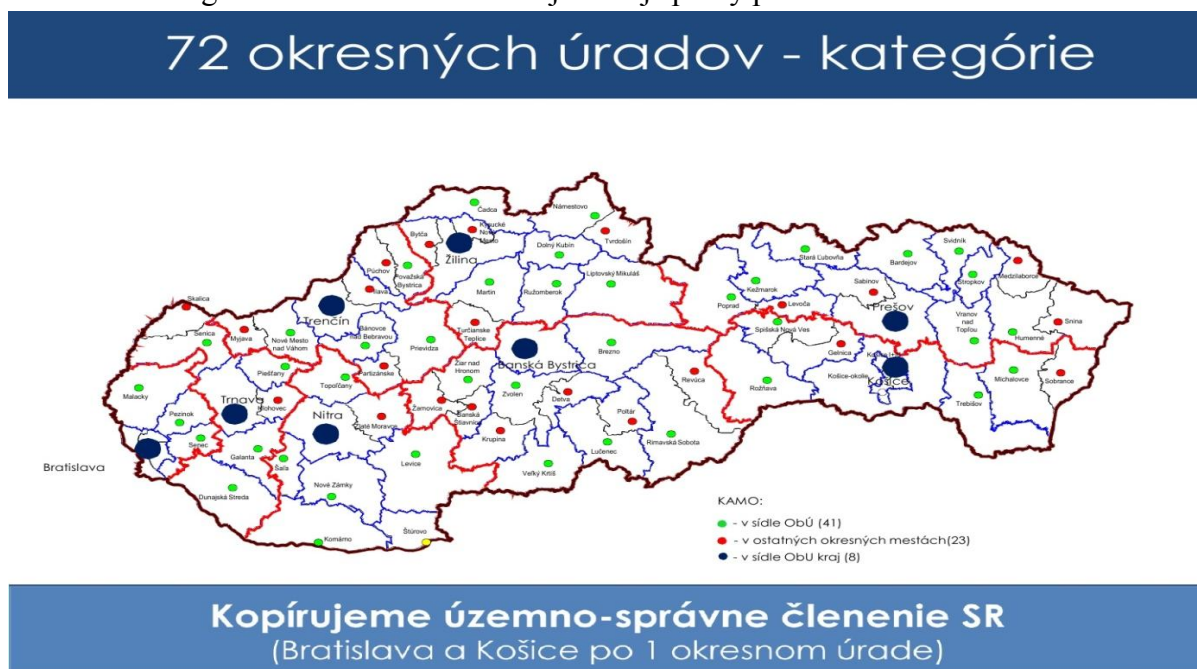 72 okresných úradov - kategórie
Čadca
Námestovo
Bytča
Kysucké
Nové
Mesto
Žilina
Tvrdošín
Dolný Kubín
Stará Ľubovňa
Bardejov
Svidník
Stropkov
Medzilaborce
Púchov
Považská
Bystrica
Ilava
Martin
Ružomberok
Liptovský Mikuláš
Kežmarok
Poprad
Levoča
Sabinov
Prešov
Vranov
nad
Topľou
Snina
Humenné
Skalica
Senica
Myjava
Trenčín
Nové Mesto
nad Váhom
Bánovce
nad Bebravou
Prievidza
Turčianske
Teplice
Spišská Nová Ves
Gelnica
Košice
Košice-okolie
Michalovce
Sobrance
Trebišov
Malacky
Piešťany
Topoľčany
Partizánske
Žiar nad
Hronom
Banská Bystrica
Brezno
Revúca
Rožňava
Pezinok
Trnava
Hlohovec
Nitra
Zlaté Moravce
Žarnovica
Banská
Štiavnica
Zvolen
Detva
Krupina
Poltár
Lučenec
Rimavská Sobota
Veľký Krtíš
Bratislava
Senec
Galanta
Šaľa
Levice
Dunajská Streda
Nové Zámky
Komárno
Štúrovo
KAMO:
- v sídle ObÚ (41)
- v ostatných okresných mestách(23)
- v sídle ObU kraj (8)
Kopírujeme územno-správne členenie SR
(Bratislava a Košice po 1 okresnom úrade)